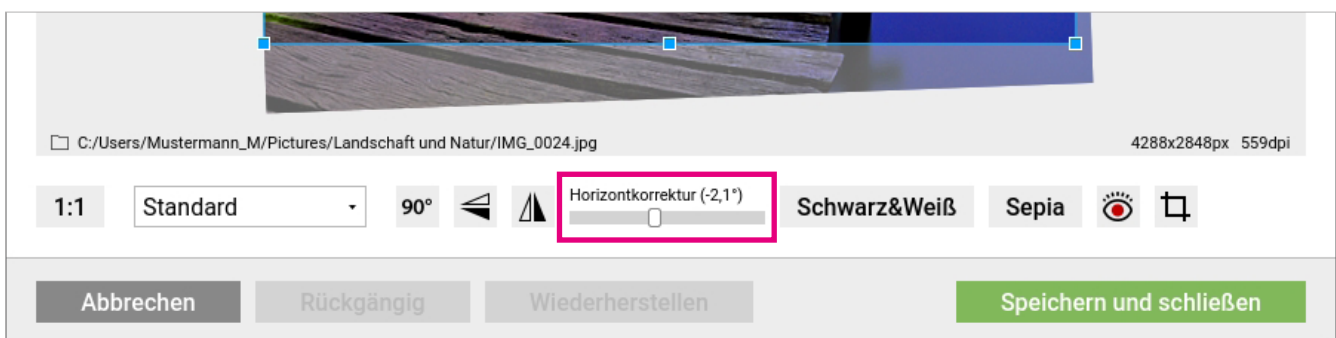 C:/Users/Mustermann_M/Pictures/Landschaft und Natur/IMG_0024.jpg 4288x2848px 559dpi
1:1 Standard 90° Horizontkorrektur (-2,1°) Schwarz&Weiß Sepia
Abbrechen Rückgängig Wiederherstellen Speichern und schließen